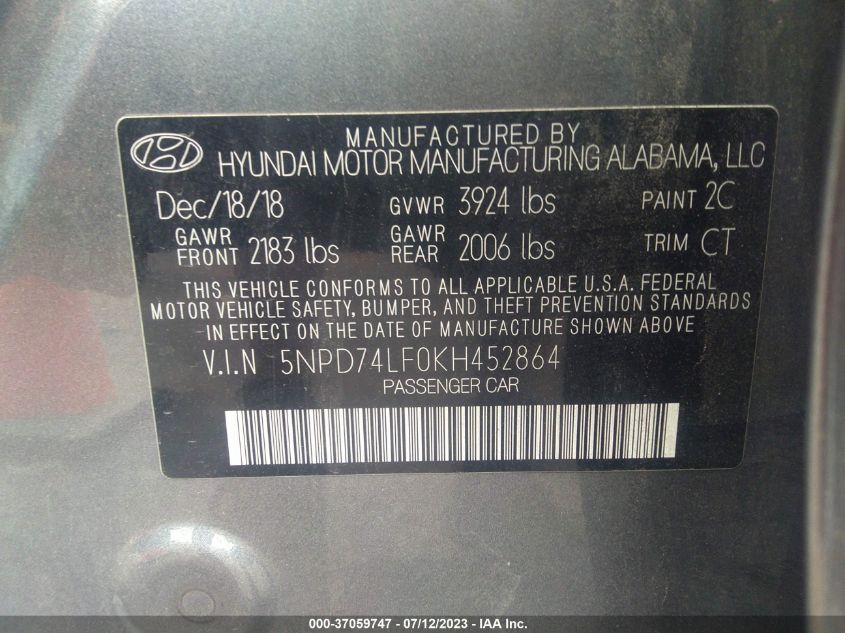 MANUFACTURED BY
HYUNDAI MOTOR MANUFACTURING ALABAMA, LLC
Dec/18/18 GVWR 3924 lbs PAINT 2C
GAWR FRONT 2183 lbs GAWR REAR 2006 lbs TRIM CT
THIS VEHICLE CONFORMS TO ALL APPLICABLE U.S.A. FEDERAL
MOTOR VEHICLE SAFETY, BUMPER, AND THEFT PREVENTION STANDARDS
IN EFFECT ON THE DATE OF MANUFACTURE SHOWN ABOVE
V.I.N 5NPD74LF0KH452864
PASSENGER CAR
000-37059747 - 07/12/2023 - IAA Inc.